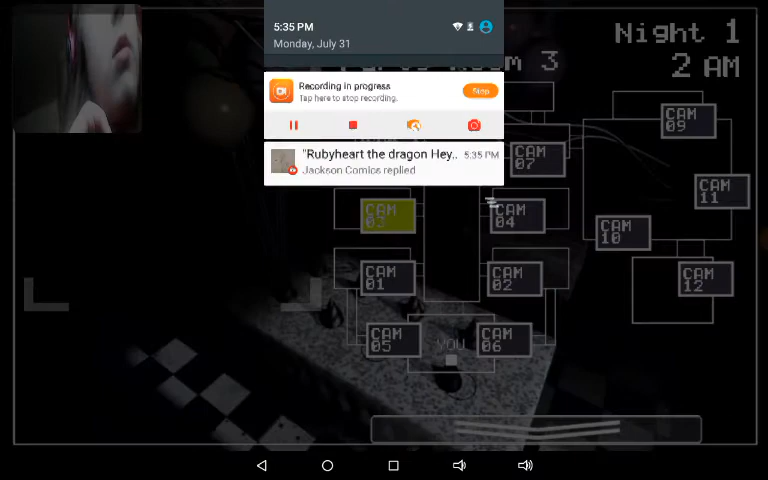 5:35 PM
Monday, July 31
Night 1
2 AM
Room 3
Recording in progress
Tap here to stop recording.
Stop
"Rubyheart the dragon Hey.. 5:35 PM
Jackson Comics replied
CAM 09
CAM 07
CAM 11
CAM 03
CAM 04
CAM 10
CAM 01
CAM 02
CAM 12
CAM 05
CAM 06
YOU